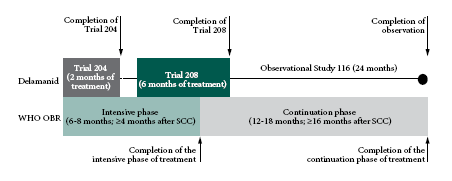 Completion of
Trial 204
Completion of
Trial 208
Completion of
observation
Delamanid
Trial 204
(2 months of
treatment)
Trial 208
(6 months of treatment)
Observational Study 116 (24 months)
WHO OBR
Intensive phase
(6-8 months; ≥4 months after SCC)
Continuation phase
(12-18 months; ≥16 months after SCC)
Completion of the
intensive phase of treatment
Completion of the
continuation phase of treatment